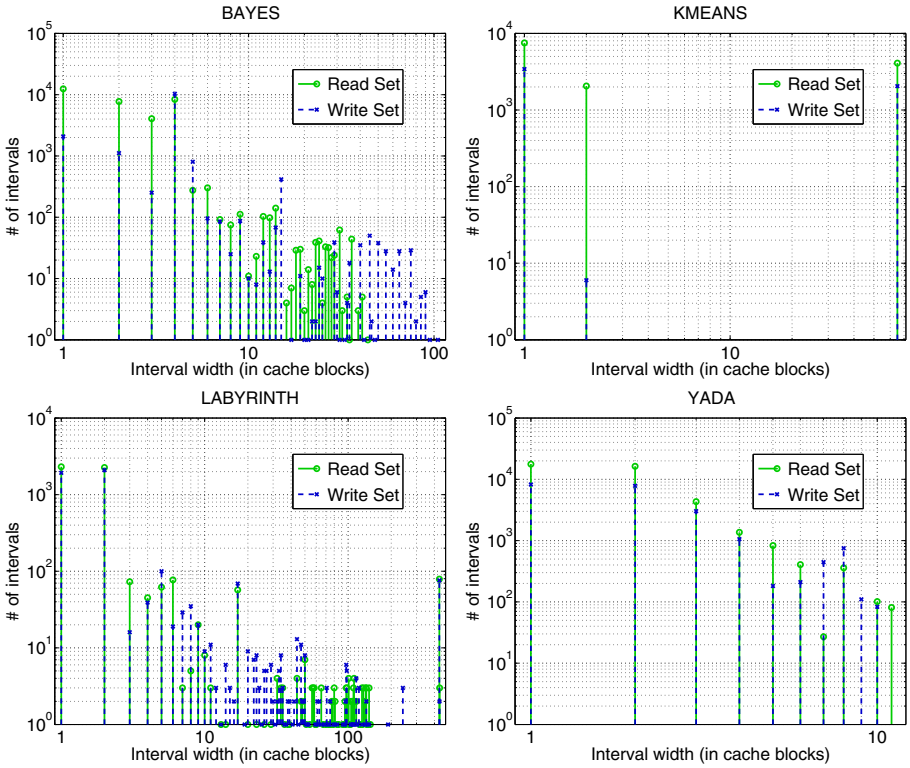 BAYES
10^5
10^4
10^3
10^2
10^1
10^0
# of intervals
Read Set
Write Set
1
10
100
Interval width (in cache blocks)
KMEANS
10^4
10^3
10^2
10^1
10^0
# of intervals
Read Set
Write Set
1
10
Interval width (in cache blocks)
LABYRINTH
10^4
10^3
10^2
10^1
10^0
# of intervals
Read Set
Write Set
1
10
100
Interval width (in cache blocks)
YADA
10^5
10^4
10^3
10^2
10^1
10^0
# of intervals
Read Set
Write Set
1
10
Interval width (in cache blocks)